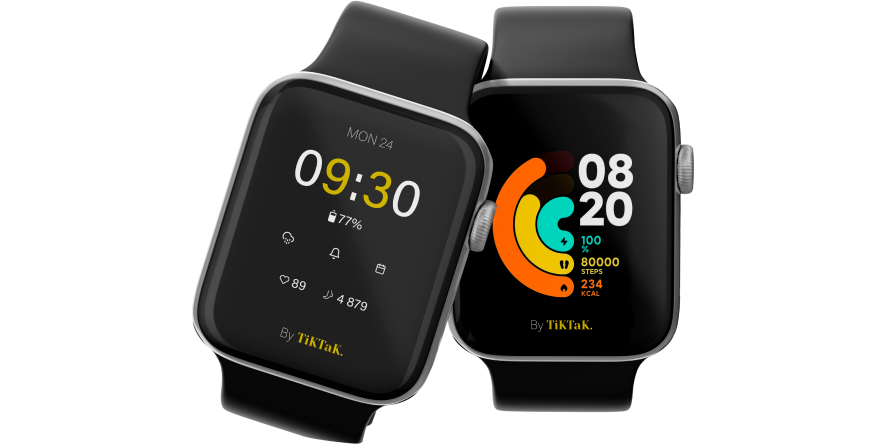 MON 24
09:30
77%
89
4 879
By TiKTaK.
08
20
100
%
80000
STEPS
234
KCAL
By TiKTaK.